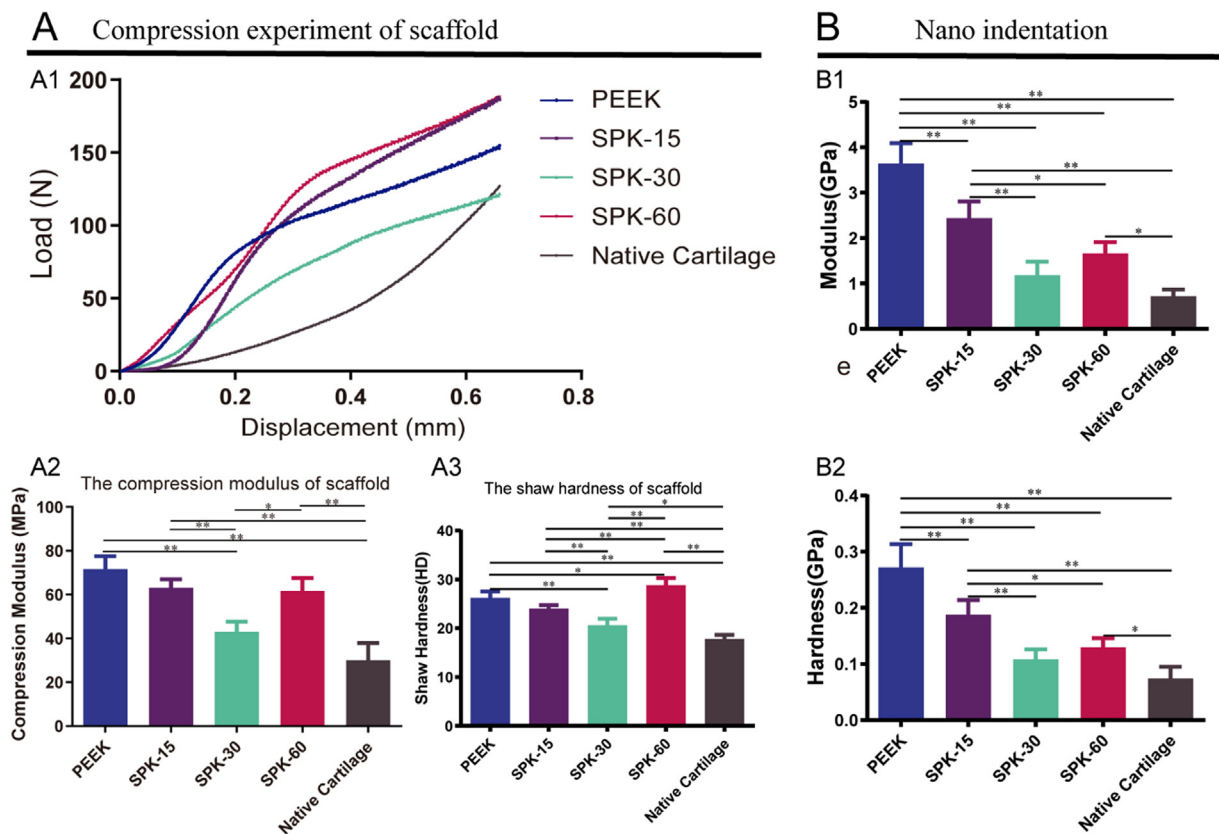 A Compression experiment of scaffold
A1
200
150
100
50
0
Load (N)
0.0 0.2 0.4 0.6 0.8
Displacement (mm)
PEEK
SPK-15
SPK-30
SPK-60
Native Cartilage
A2
The compression modulus of scaffold
100
80
60
40
20
0
Compression Modulus (MPa)
* **
**
**
**
**
PEEK SPK-15 SPK-30 SPK-60 Native Cartilage
A3
The shaw hardness of scaffold
40
30
20
10
0
Shaw Hardness(HD)
*
**
**
**
** **
**
*
**
PEEK SPK-15 SPK-30 SPK-60 Native Cartilage
B Nano indentation
B1
5
4
3
2
1
0
Modulus(GPa)
**
**
**
**
**
*
**
*
e
PEEK SPK-15 SPK-30 SPK-60 Native Cartilage
B2
0.4
0.3
0.2
0.1
0.0
Hardness(GPa)
**
**
**
**
**
*
**
*
PEEK SPK-15 SPK-30 SPK-60 Native Cartilage